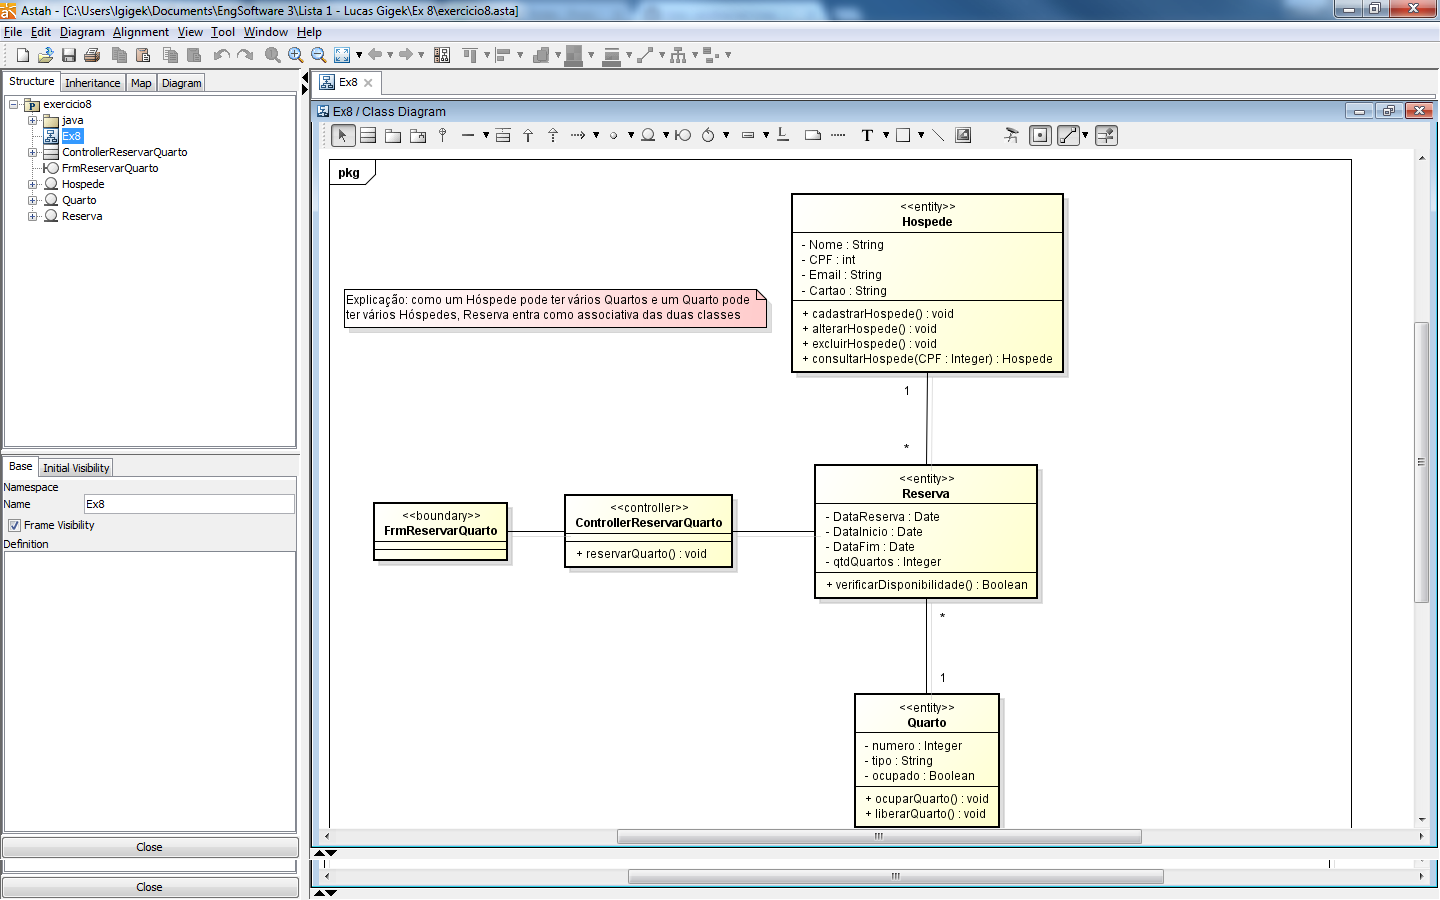 Astah - [C:\Users\lgigek\Documents\EngSoftware 3\Lista 1 - Lucas Gigek\Ex 8\exercicio8.asta]
File Edit Diagram Alignment View Tool Window Help
Structure Inheritance Map Diagram
exercicio8
java
Ex8
ControllerReservarQuarto
FrmReservarQuarto
Hospede
Quarto
Reserva
Base Initial Visibility
Namespace
Name Ex8
Frame Visibility
Definition
Close
Close
Ex8
Ex8 / Class Diagram
T
pkg
Explicação: como um Hóspede pode ter vários Quartos e um Quarto pode
ter vários Hóspedes, Reserva entra como associativa das duas classes
<<entity>>
Hospede
- Nome : String
- CPF : int
- Email : String
- Cartao : String
+ cadastrarHospede() : void
+ alterarHospede() : void
+ excluirHospede() : void
+ consultarHospede(CPF : Integer) : Hospede
1
*
<<boundary>>
FrmReservarQuarto
<<controller>>
ControllerReservarQuarto
+ reservarQuarto() : void
<<entity>>
Reserva
- DataReserva : Date
- DataInicio : Date
- DataFim : Date
- qtdQuartos : Integer
+ verificarDisponibilidade() : Boolean
*
1
<<entity>>
Quarto
- numero : Integer
- tipo : String
- ocupado : Boolean
+ ocuparQuarto() : void
+ liberarQuarto() : void